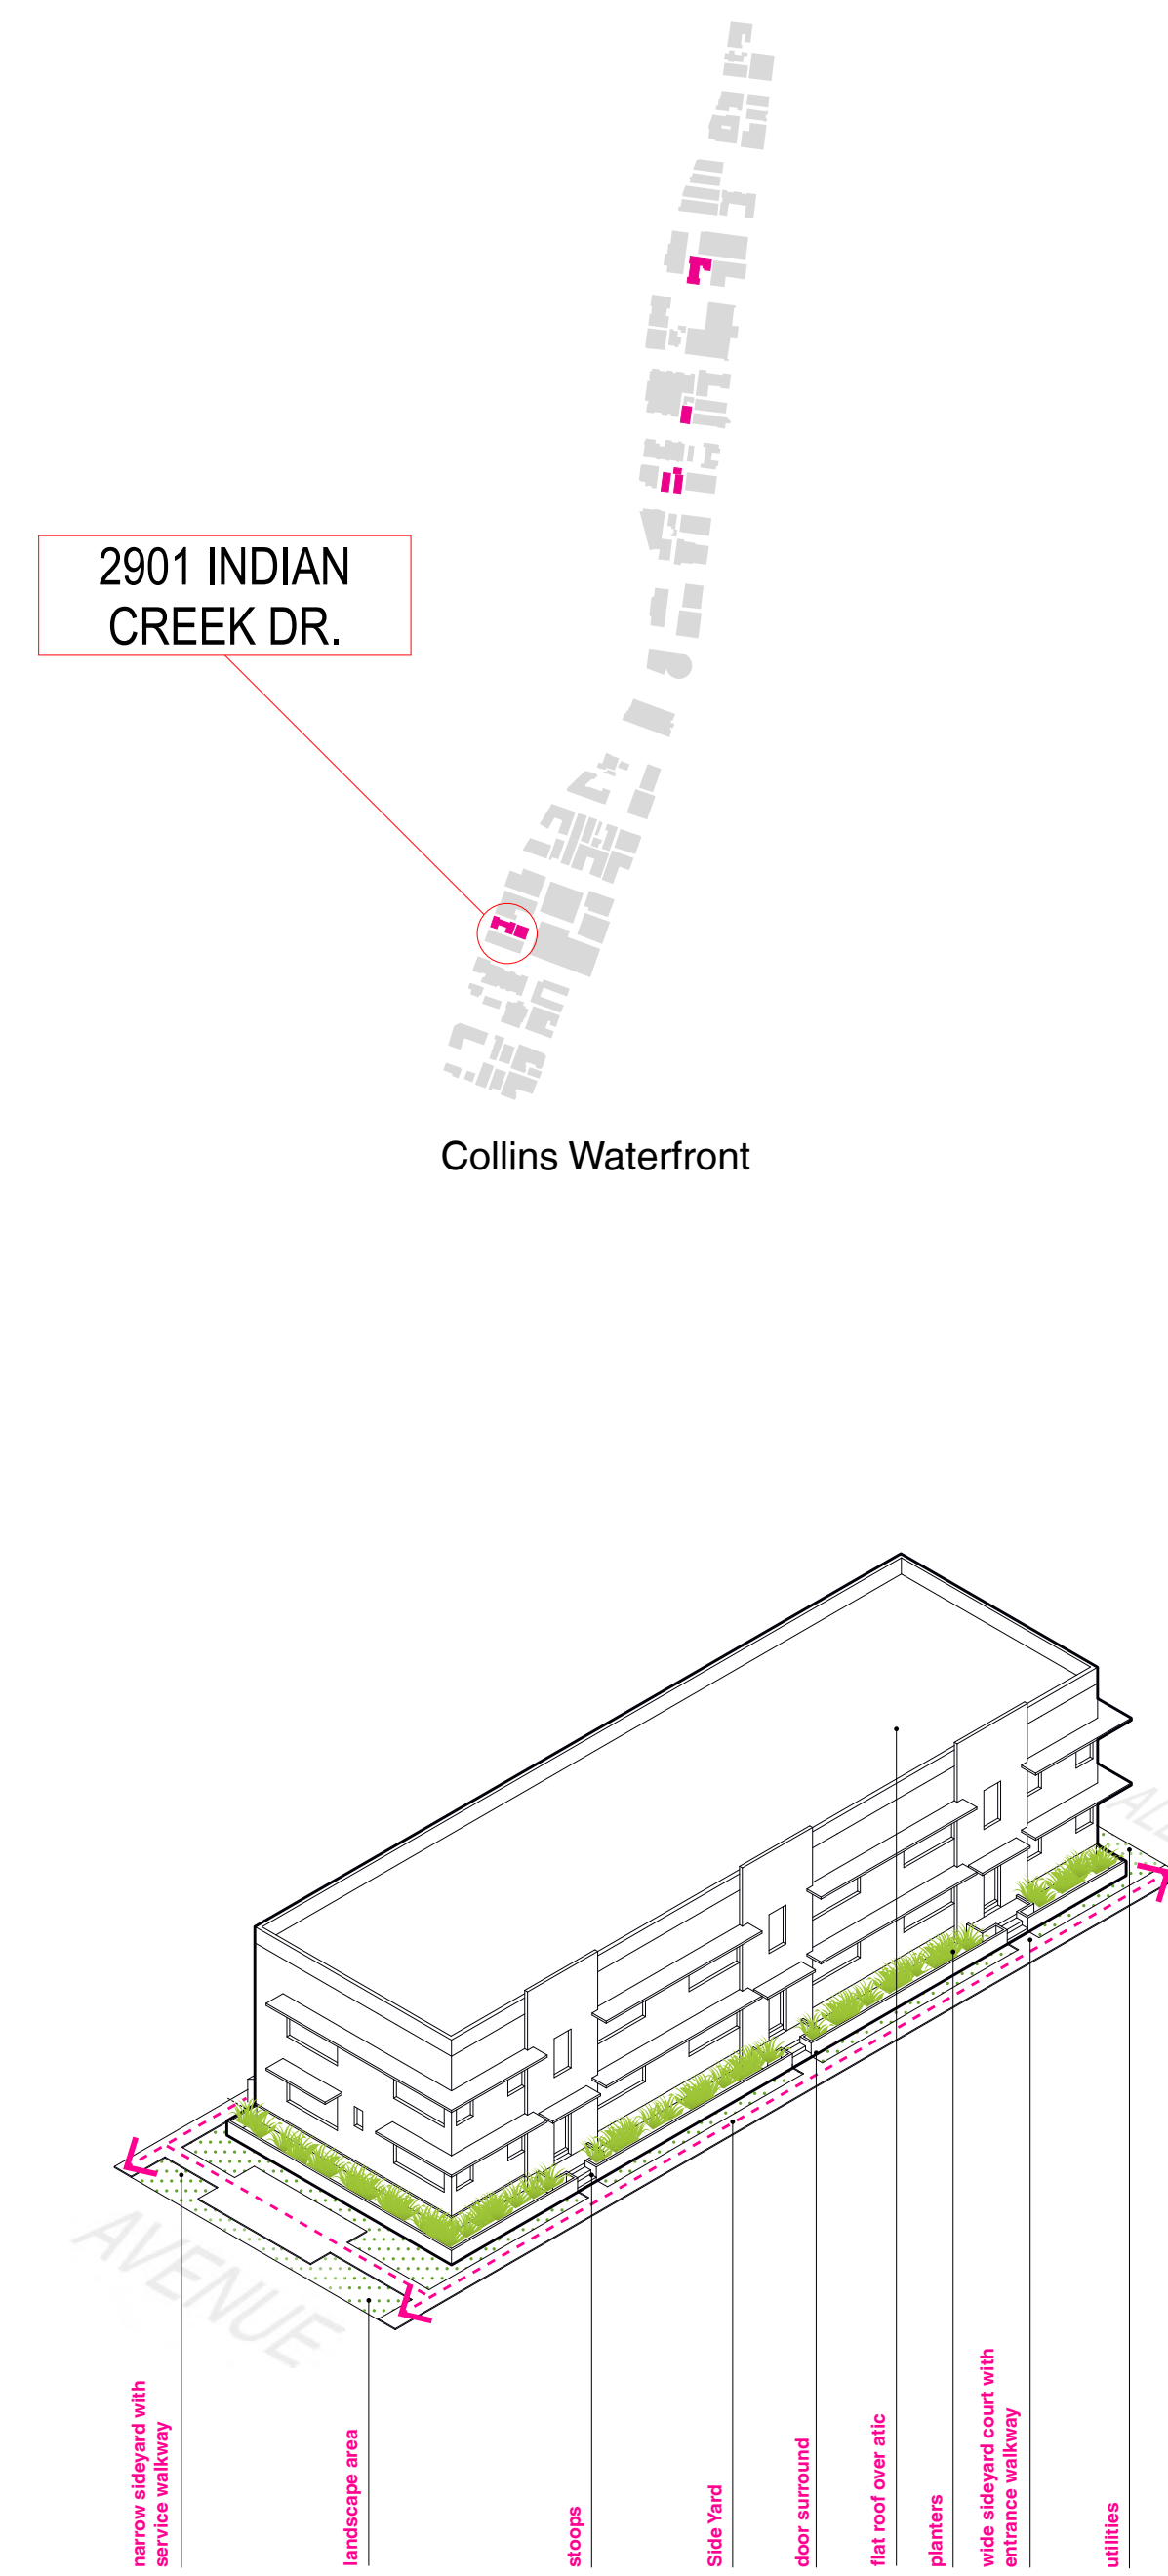 2901 INDIAN
CREEK DR.
Collins Waterfront
AVENUE
narrow sideyard with
service walkway
landscape area
stoops
Side Yard
door surround
flat roof over atic
planters
wide sideyard court with
entrance walkway
utilities